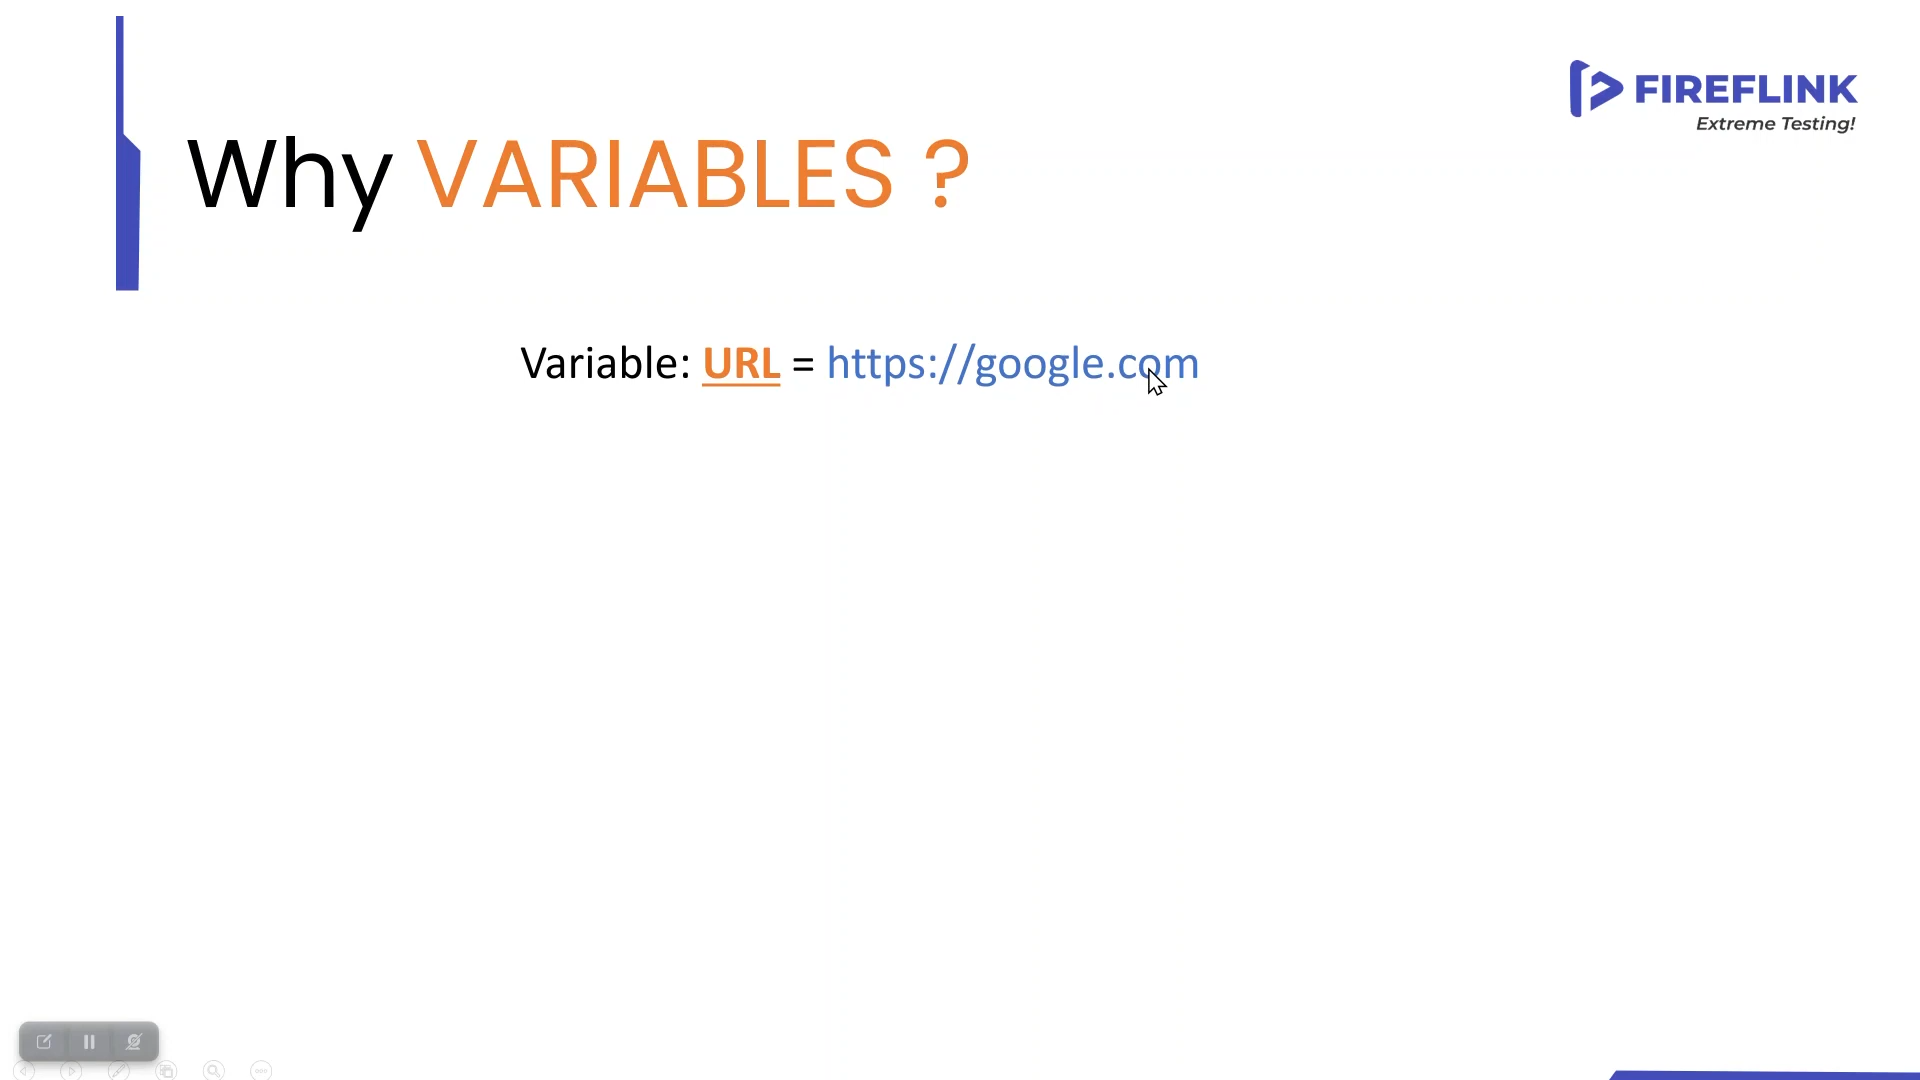 FIREFLINK
Extreme Testing!
Why VARIABLES ?
Variable: URL = https://google.com